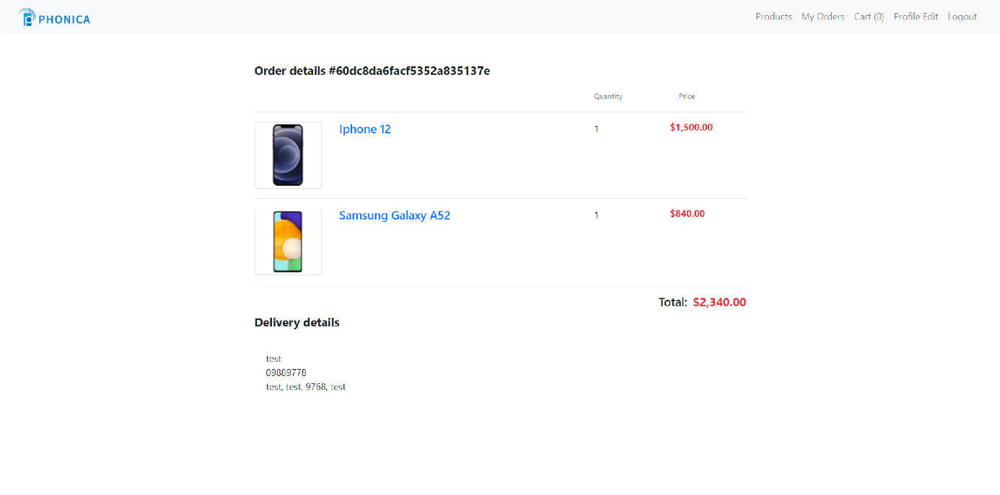 PHONICA
Products My Orders Cart (0) Profile Edit Logout
Order details #60dc8da6facf5352a835137e
Quantity Price
Iphone 12 1 $1,500.00
Samsung Galaxy A52 1 $840.00
Total: $2,340.00
Delivery details
test
09889778
test, test, 9768, test